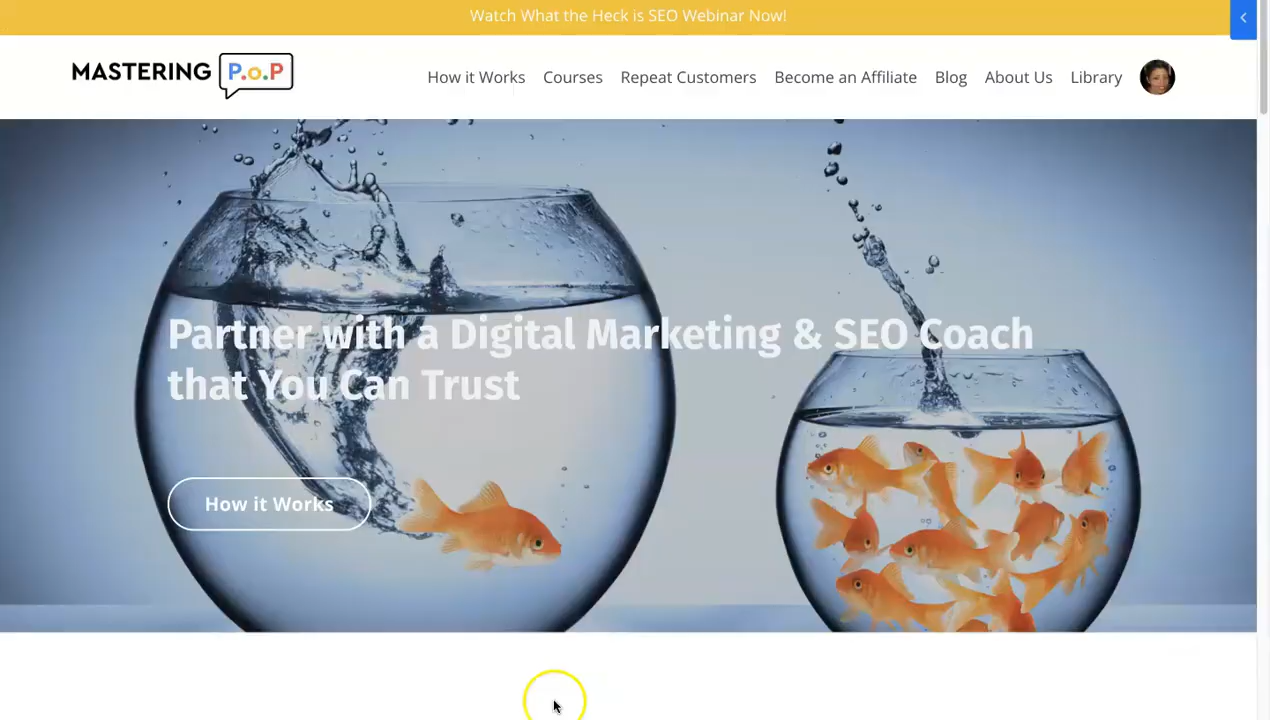 Watch What the Heck is SEO Webinar Now!
MASTERING P.o.P
How it Works
Courses
Repeat Customers
Become an Affiliate
Blog
About Us
Library
Partner with a Digital Marketing & SEO Coach
that You Can Trust
How it Works